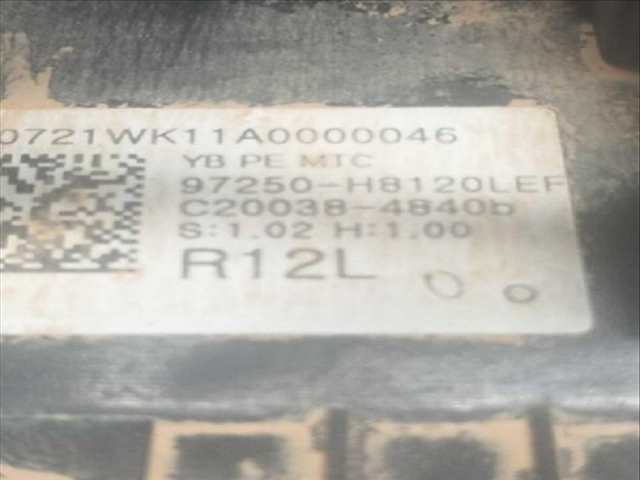 0721WK11A0000046
YB PE MTC
97250-H8120LEF
C20038-4840b
S:1.02 H:1.00
R12L